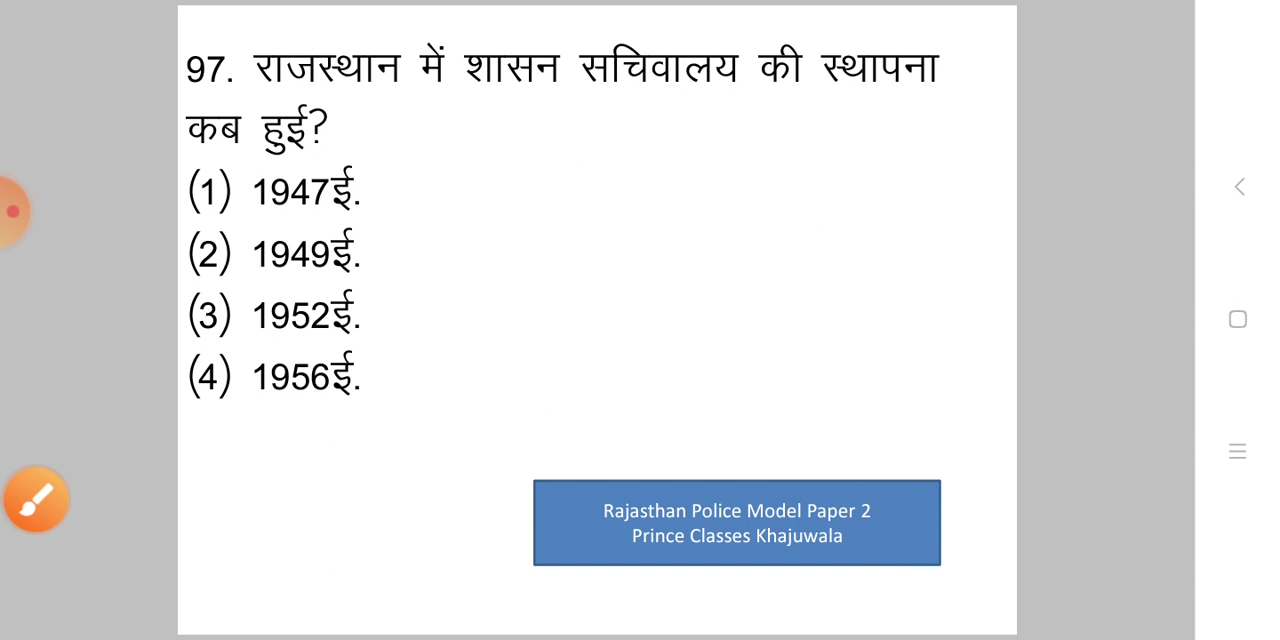 97. राजस्थान में शासन सचिवालय की स्थापना
कब हुई?
(1) 1947ई.
(2) 1949ई.
(3) 1952ई.
(4) 1956ई.
Rajasthan Police Model Paper 2
Prince Classes Khajuwala